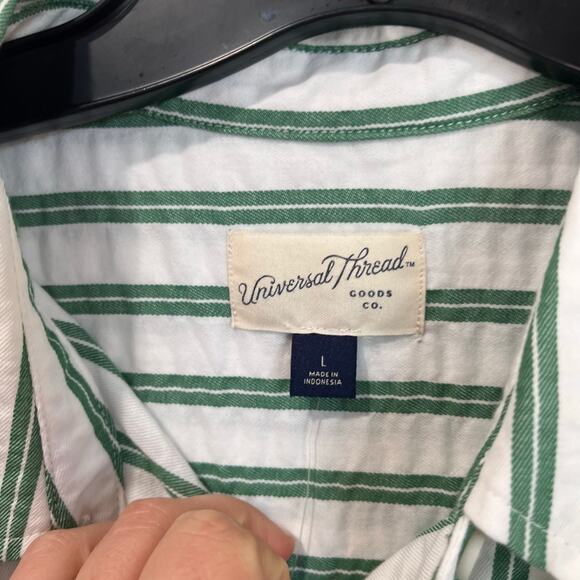 Universal Thread™
GOODS
CO.
L
MADE IN
INDONESIA